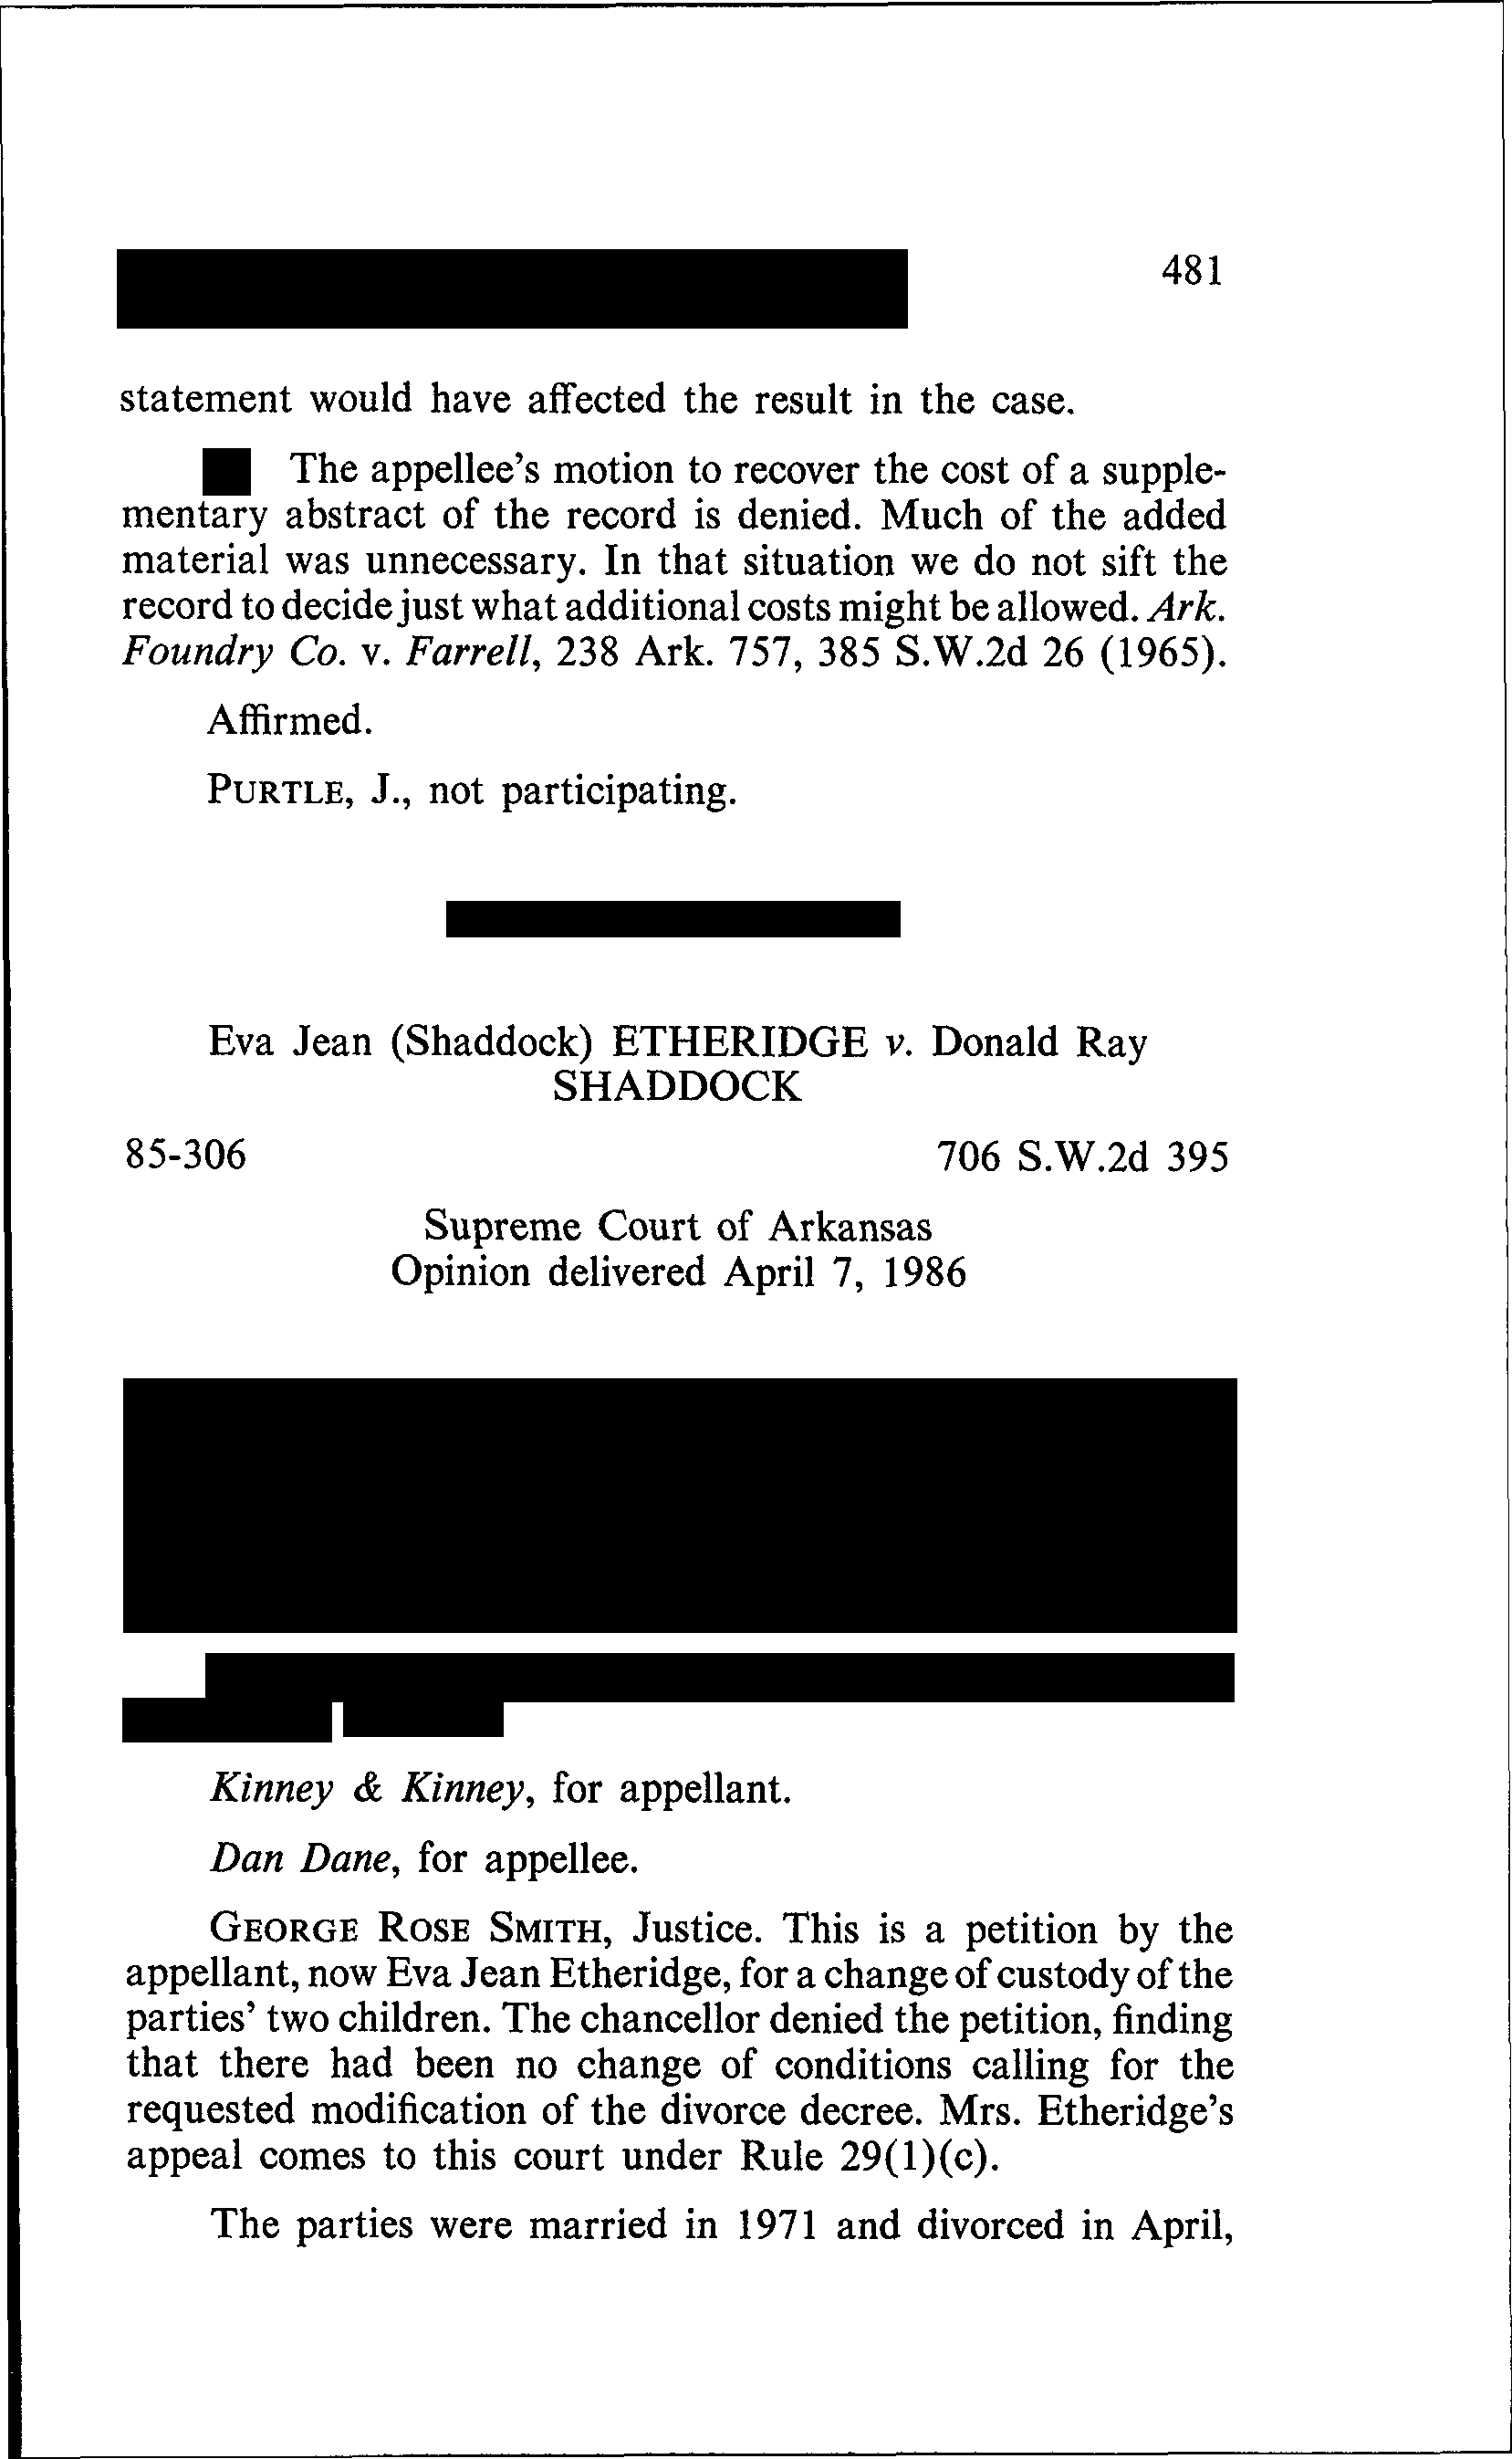 481
statement would have affected the result in the case.
The appellee's motion to recover the cost of a supple-
mentary abstract of the record is denied. Much of the added
material was unnecessary. In that situation we do not sift the
record to decide just what additional costs might be allowed. Ark.
Foundry Co. v. Farrell, 238 Ark. 757, 385 S.W.2d 26 (1965).
Affirmed.
PURTLE, J., not participating.
Eva Jean (Shaddock) ETHERIDGE v. Donald Ray
SHADDOCK
85-306 706 S.W.2d 395
Supreme Court of Arkansas
Opinion delivered April 7, 1986
Kinney & Kinney, for appellant.
Dan Dane, for appellee.
GEORGE ROSE SMITH, Justice. This is a petition by the
appellant, now Eva Jean Etheridge, for a change of custody of the
parties' two children. The chancellor denied the petition, finding
that there had been no change of conditions calling for the
requested modification of the divorce decree. Mrs. Etheridge's
appeal comes to this court under Rule 29(1)(c).
The parties were married in 1971 and divorced in April,